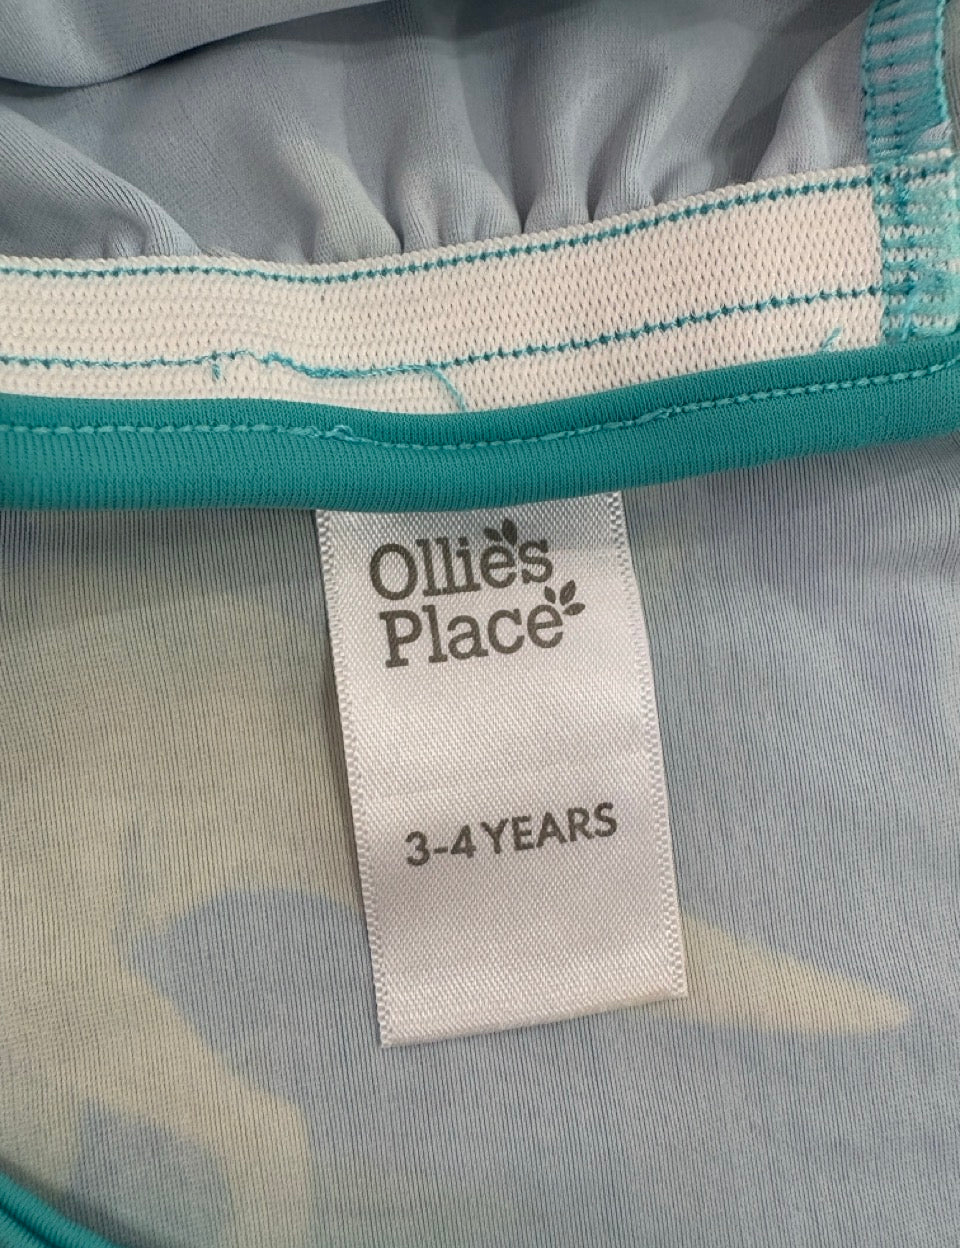 Ollie's
Place
3-4 YEARS